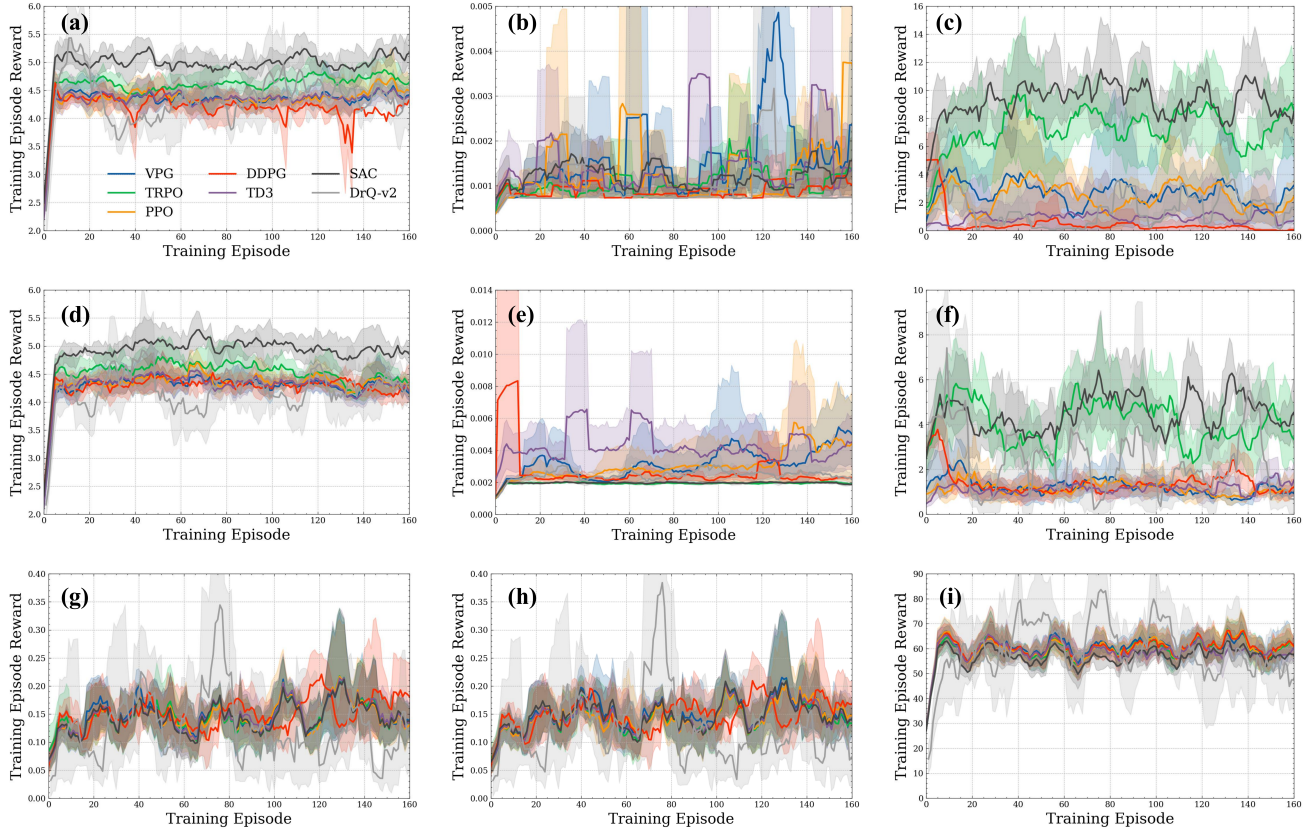 (a)
Training Episode Reward
6.0
5.5
5.0
4.5
4.0
3.5
3.0
2.5
2.0
VPG
DDPG
SAC
TRPO
TD3
DrQ-v2
PPO
0 20 40 60 80 100 120 140 160
Training Episode
(b)
Training Episode Reward
0.005
0.004
0.003
0.002
0.001
0.000
0 20 40 60 80 100 120 140 160
Training Episode
(c)
Training Episode Reward
16
14
12
10
8
6
4
2
0
0 20 40 60 80 100 120 140 160
Training Episode
(d)
Training Episode Reward
6.0
5.5
5.0
4.5
4.0
3.5
3.0
2.5
2.0
0 20 40 60 80 100 120 140 160
Training Episode
(e)
Training Episode Reward
0.014
0.012
0.010
0.008
0.006
0.004
0.002
0.000
0 20 40 60 80 100 120 140 160
Training Episode
(f)
Training Episode Reward
10
8
6
4
2
0
0 20 40 60 80 100 120 140 160
Training Episode
(g)
Training Episode Reward
0.40
0.35
0.30
0.25
0.20
0.15
0.10
0.05
0.00
0 20 40 60 80 100 120 140 160
Training Episode
(h)
Training Episode Reward
0.40
0.35
0.30
0.25
0.20
0.15
0.10
0.05
0.00
0 20 40 60 80 100 120 140 160
Training Episode
(i)
Training Episode Reward
90
80
70
60
50
40
30
20
10
0
0 20 40 60 80 100 120 140 160
Training Episode